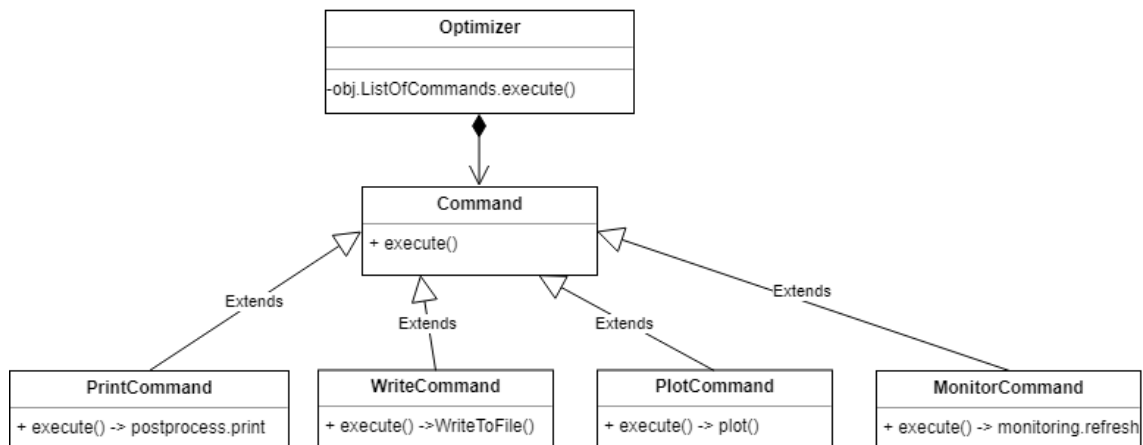 Optimizer
-obj.ListOfCommands.execute()
Command
+ execute()
Extends
Extends
Extends
Extends
PrintCommand
WriteCommand
PlotCommand
MonitorCommand
+ execute() -> postprocess.print
+ execute() ->WriteToFile()
+ execute() -> plot()
+ execute() -> monitoring.refresh